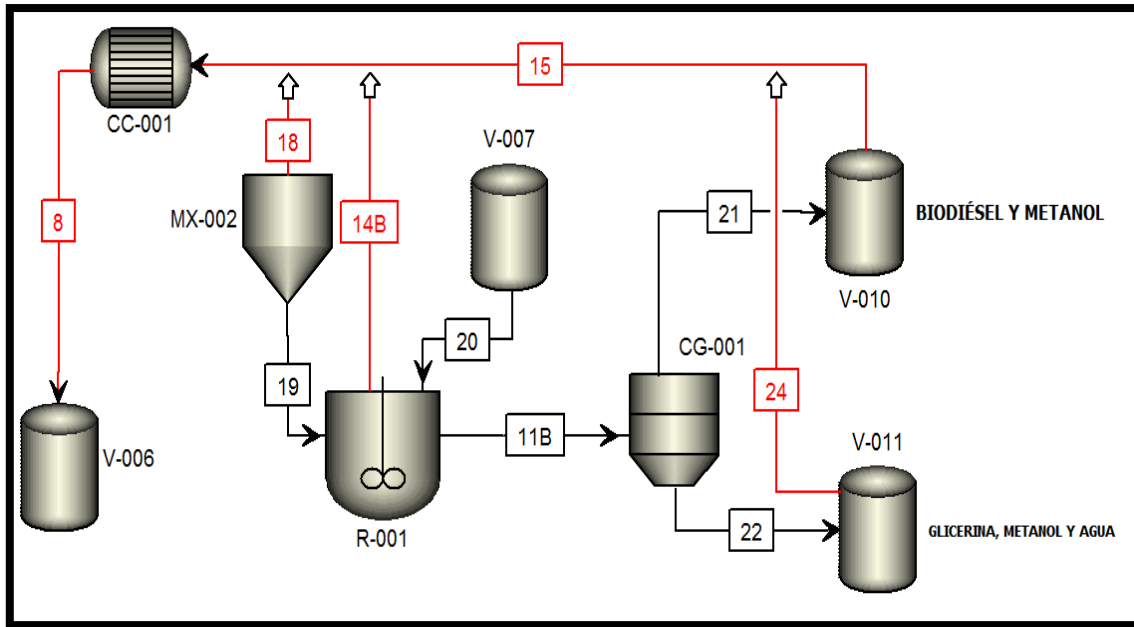 15
CC-001
18
V-007
MX-002
8
14B
21
BIODIÉSEL Y METANOL
V-010
20
CG-001
19
24
11B
V-011
V-006
22
GLICERINA, METANOL Y AGUA
R-001